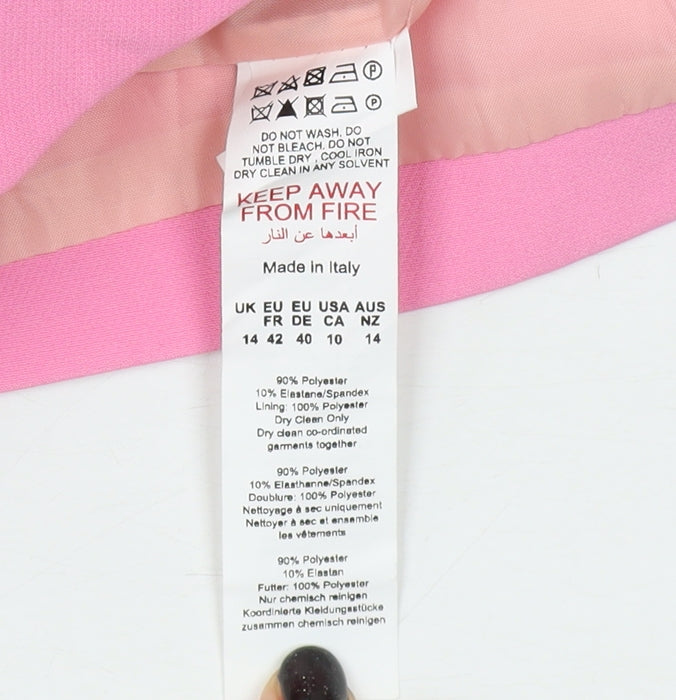 DO NOT WASH, DO
NOT BLEACH, DO NOT
TUMBLE DRY , COOL IRON
DRY CLEAN IN ANY SOLVENT
KEEP AWAY
FROM FIRE
أبعدها عن النار
Made in Italy
UK EU EU USA AUS
FR DE CA NZ
14 42 40 10 14
90% Polyester
10% Elastane/Spandex
Lining: 100% Polyester
Dry Clean Only
Dry clean co-ordinated
garments together
90% Polyester
10% Elasthanne/Spandex
Doublure: 100% Polyester
Nettoyage à sec uniquement
Nettoyer à sec et ensemble
les vêtements
90% Polyester
10% Elastan
Futter: 100% Polyester
Nur chemisch reinigen
Koordinierte Kleidungsstücke
zusammen chemisch reinigen